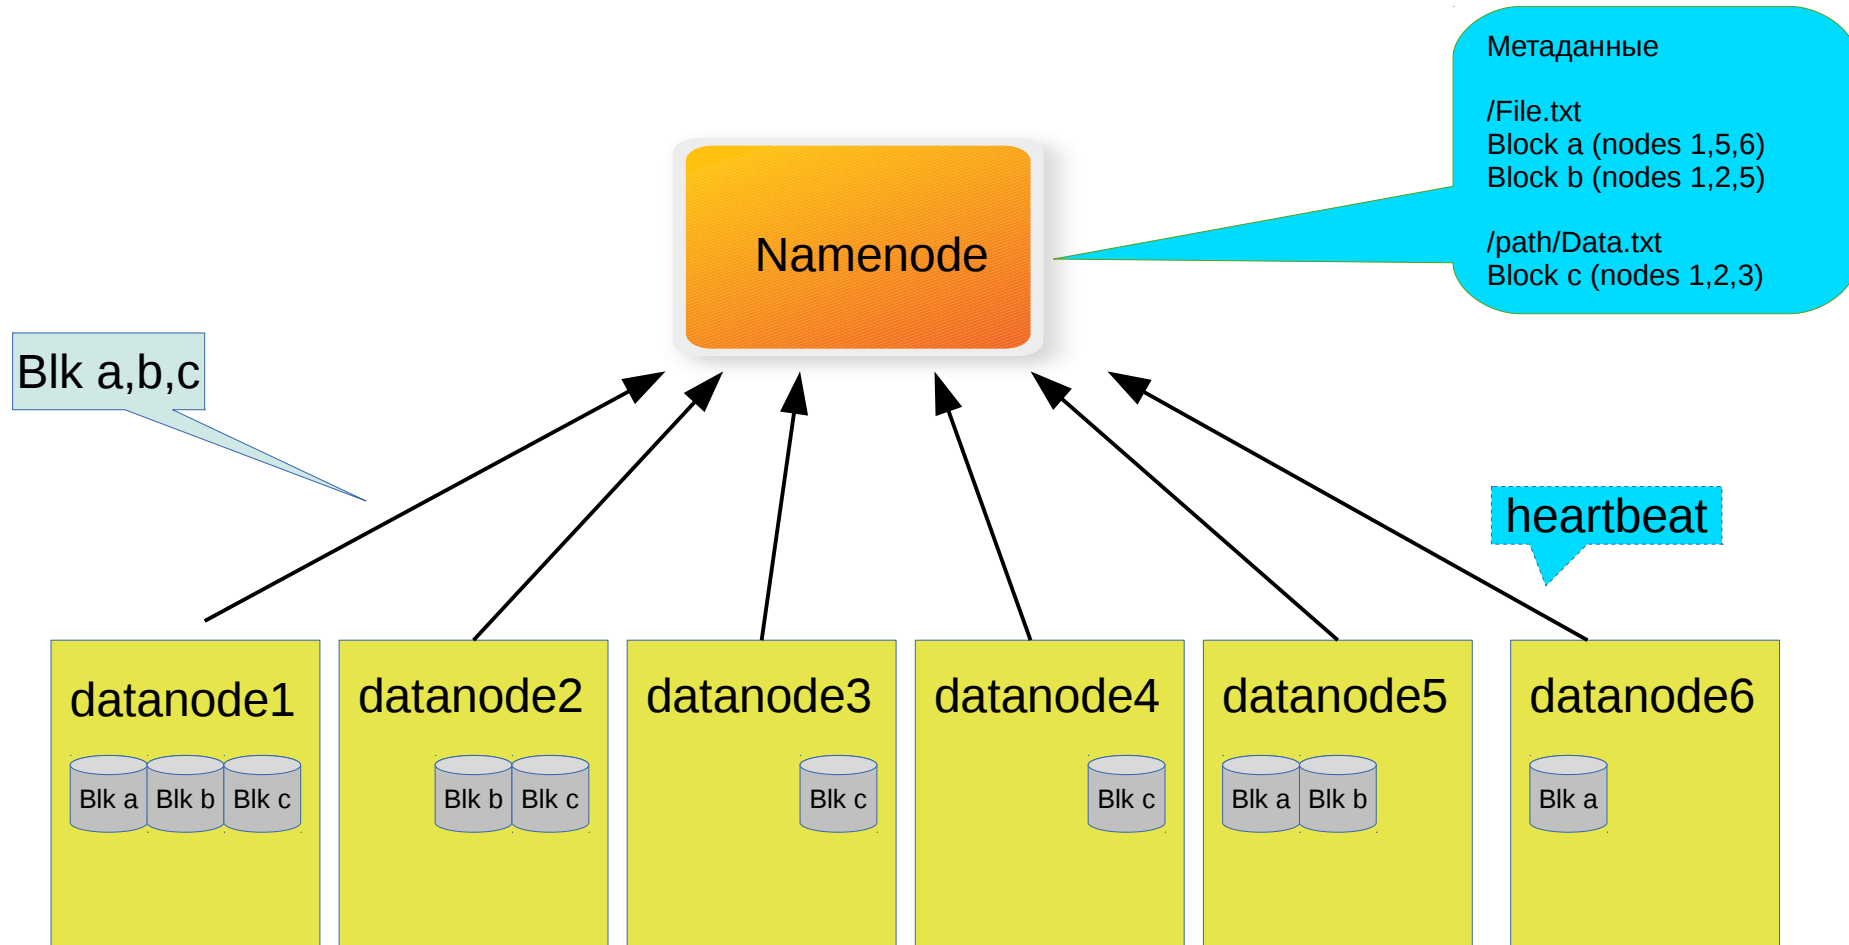 Метаданные
/File.txt
Block a (nodes 1,5,6)
Block b (nodes 1,2,5)
/path/Data.txt
Block c (nodes 1,2,3)
Namenode
Blk a,b,c
heartbeat
datanode1
datanode2
datanode3
datanode4
datanode5
datanode6
Blk a
Blk b
Blk c
Blk b
Blk c
Blk c
Blk c
Blk a
Blk b
Blk a